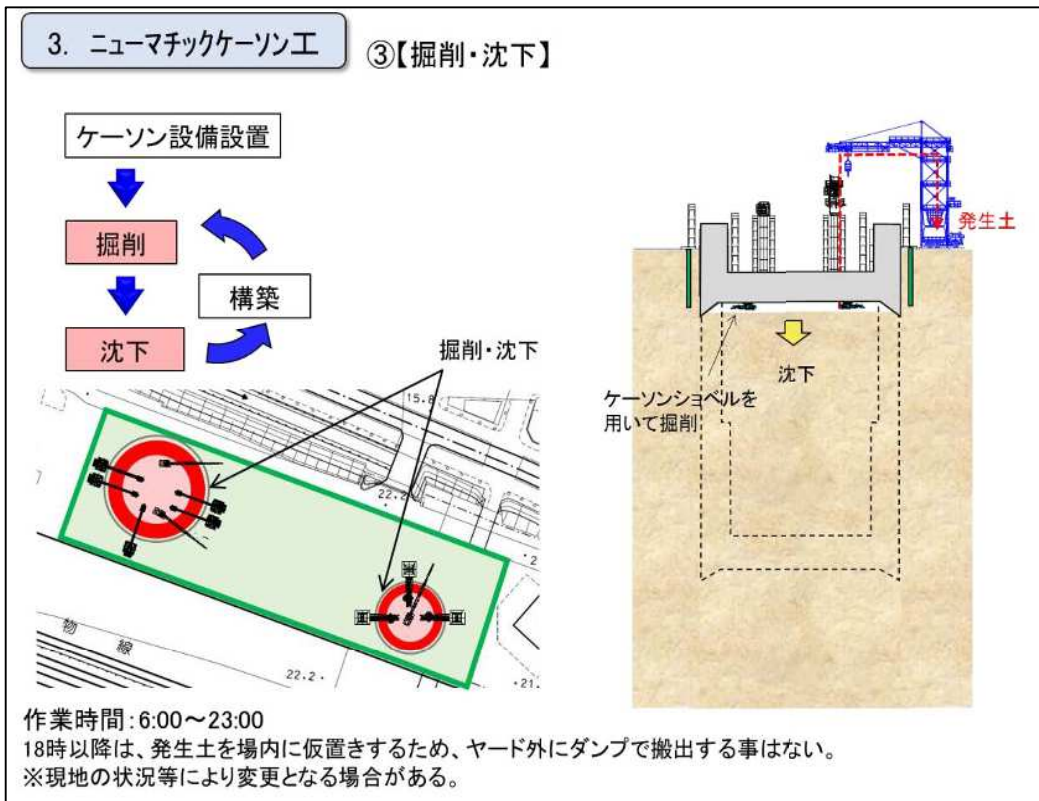 3. ニューマチックケーソン工
③【掘削・沈下】
ケーソン設備設置
掘削
構築
沈下
掘削・沈下
発生土
沈下
ケーソンショベルを
用いて掘削
15.8
22.2
22.2
物線
作業時間：6:00～23:00
18時以降は、発生土を場内に仮置きするため、ヤード外にダンプで搬出する事はない。
※現地の状況等により変更となる場合がある。